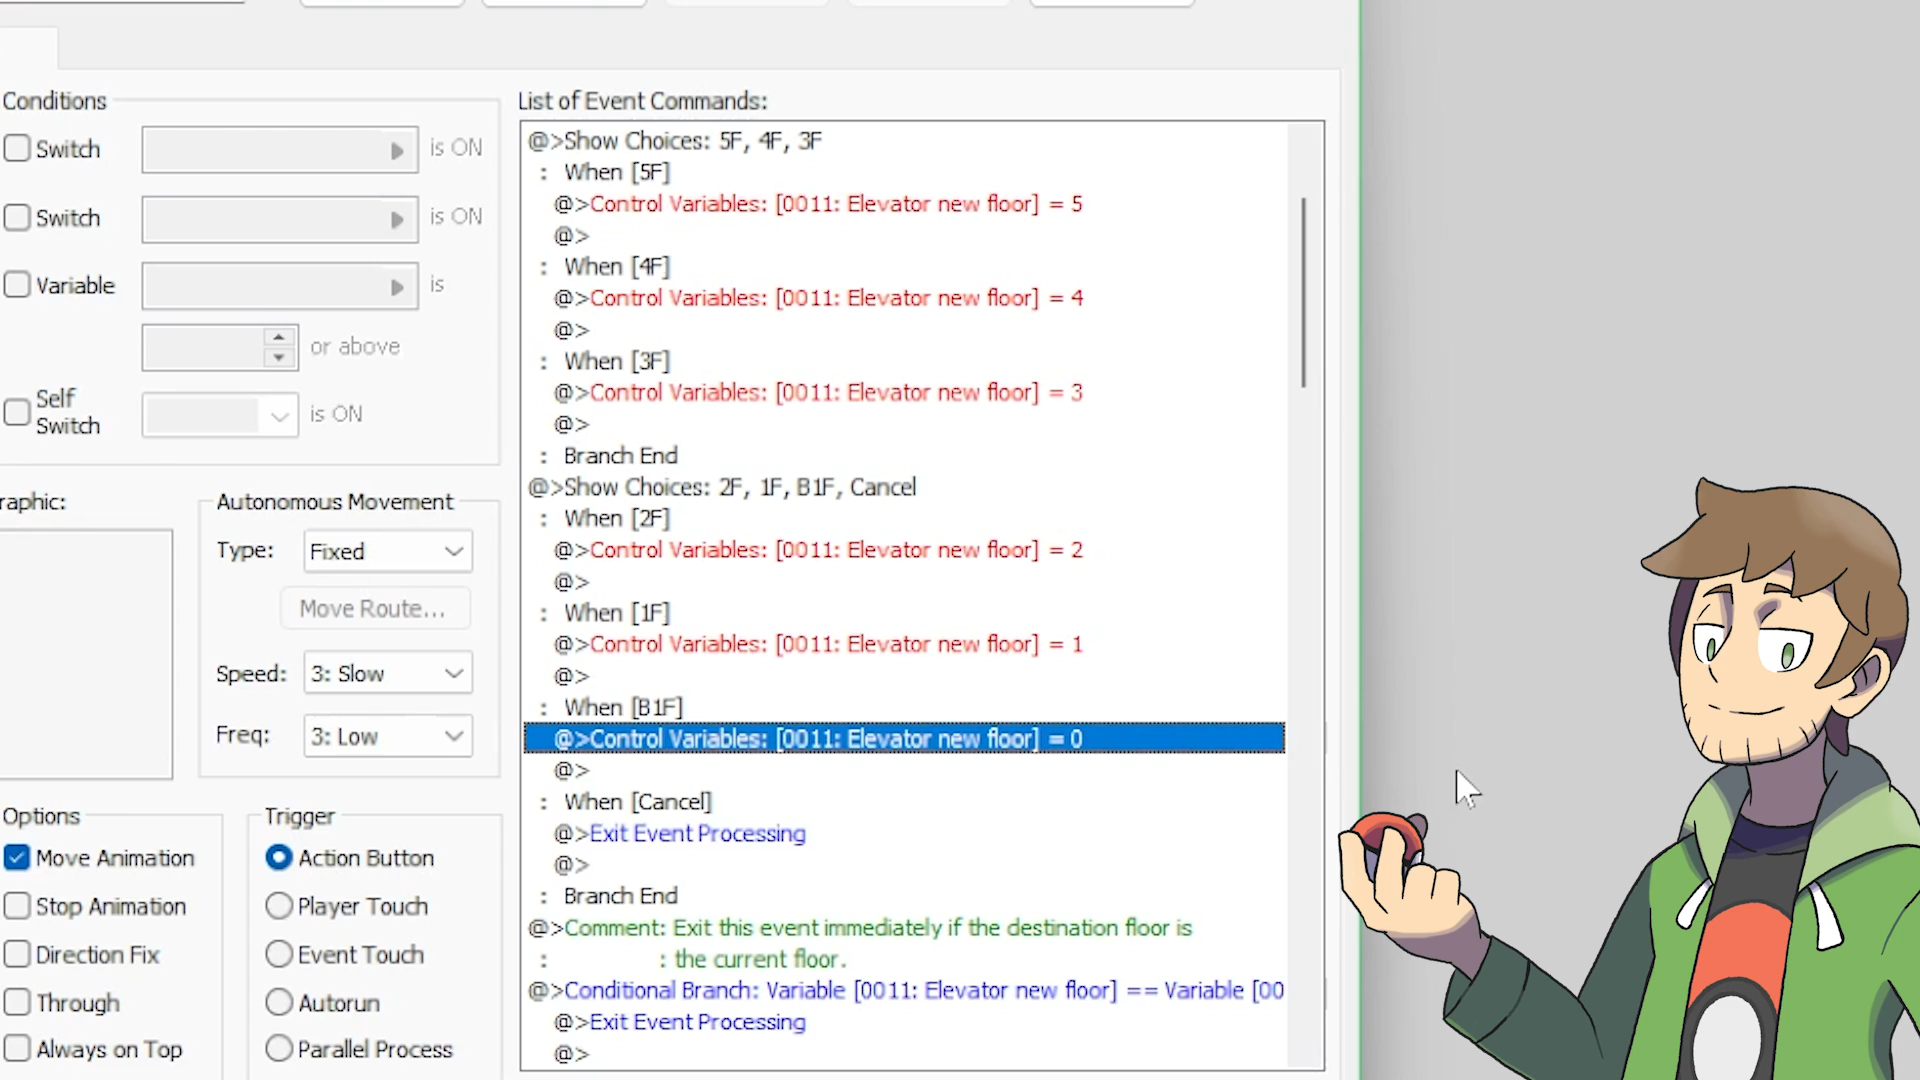 Conditions
Switch is ON
Switch is ON
Variable is
or above
Self
Switch
is ON
raphic:
Autonomous Movement
Type: Fixed
Move Route...
Speed: 3: Slow
Freq: 3: Low
Options
Move Animation
Stop Animation
Direction Fix
Through
Always on Top
Trigger
Action Button
Player Touch
Event Touch
Autorun
Parallel Process
List of Event Commands:
@>Show Choices: 5F, 4F, 3F
: When [5F]
@>Control Variables: [0011: Elevator new floor] = 5
@>
: When [4F]
@>Control Variables: [0011: Elevator new floor] = 4
@>
: When [3F]
@>Control Variables: [0011: Elevator new floor] = 3
@>
: Branch End
@>Show Choices: 2F, 1F, B1F, Cancel
: When [2F]
@>Control Variables: [0011: Elevator new floor] = 2
@>
: When [1F]
@>Control Variables: [0011: Elevator new floor] = 1
@>
: When [B1F]
@>Control Variables: [0011: Elevator new floor] = 0
@>
: When [Cancel]
@>Exit Event Processing
@>
: Branch End
@>Comment: Exit this event immediately if the destination floor is
: : the current floor.
@>Conditional Branch: Variable [0011: Elevator new floor] == Variable [00
@>Exit Event Processing
@>